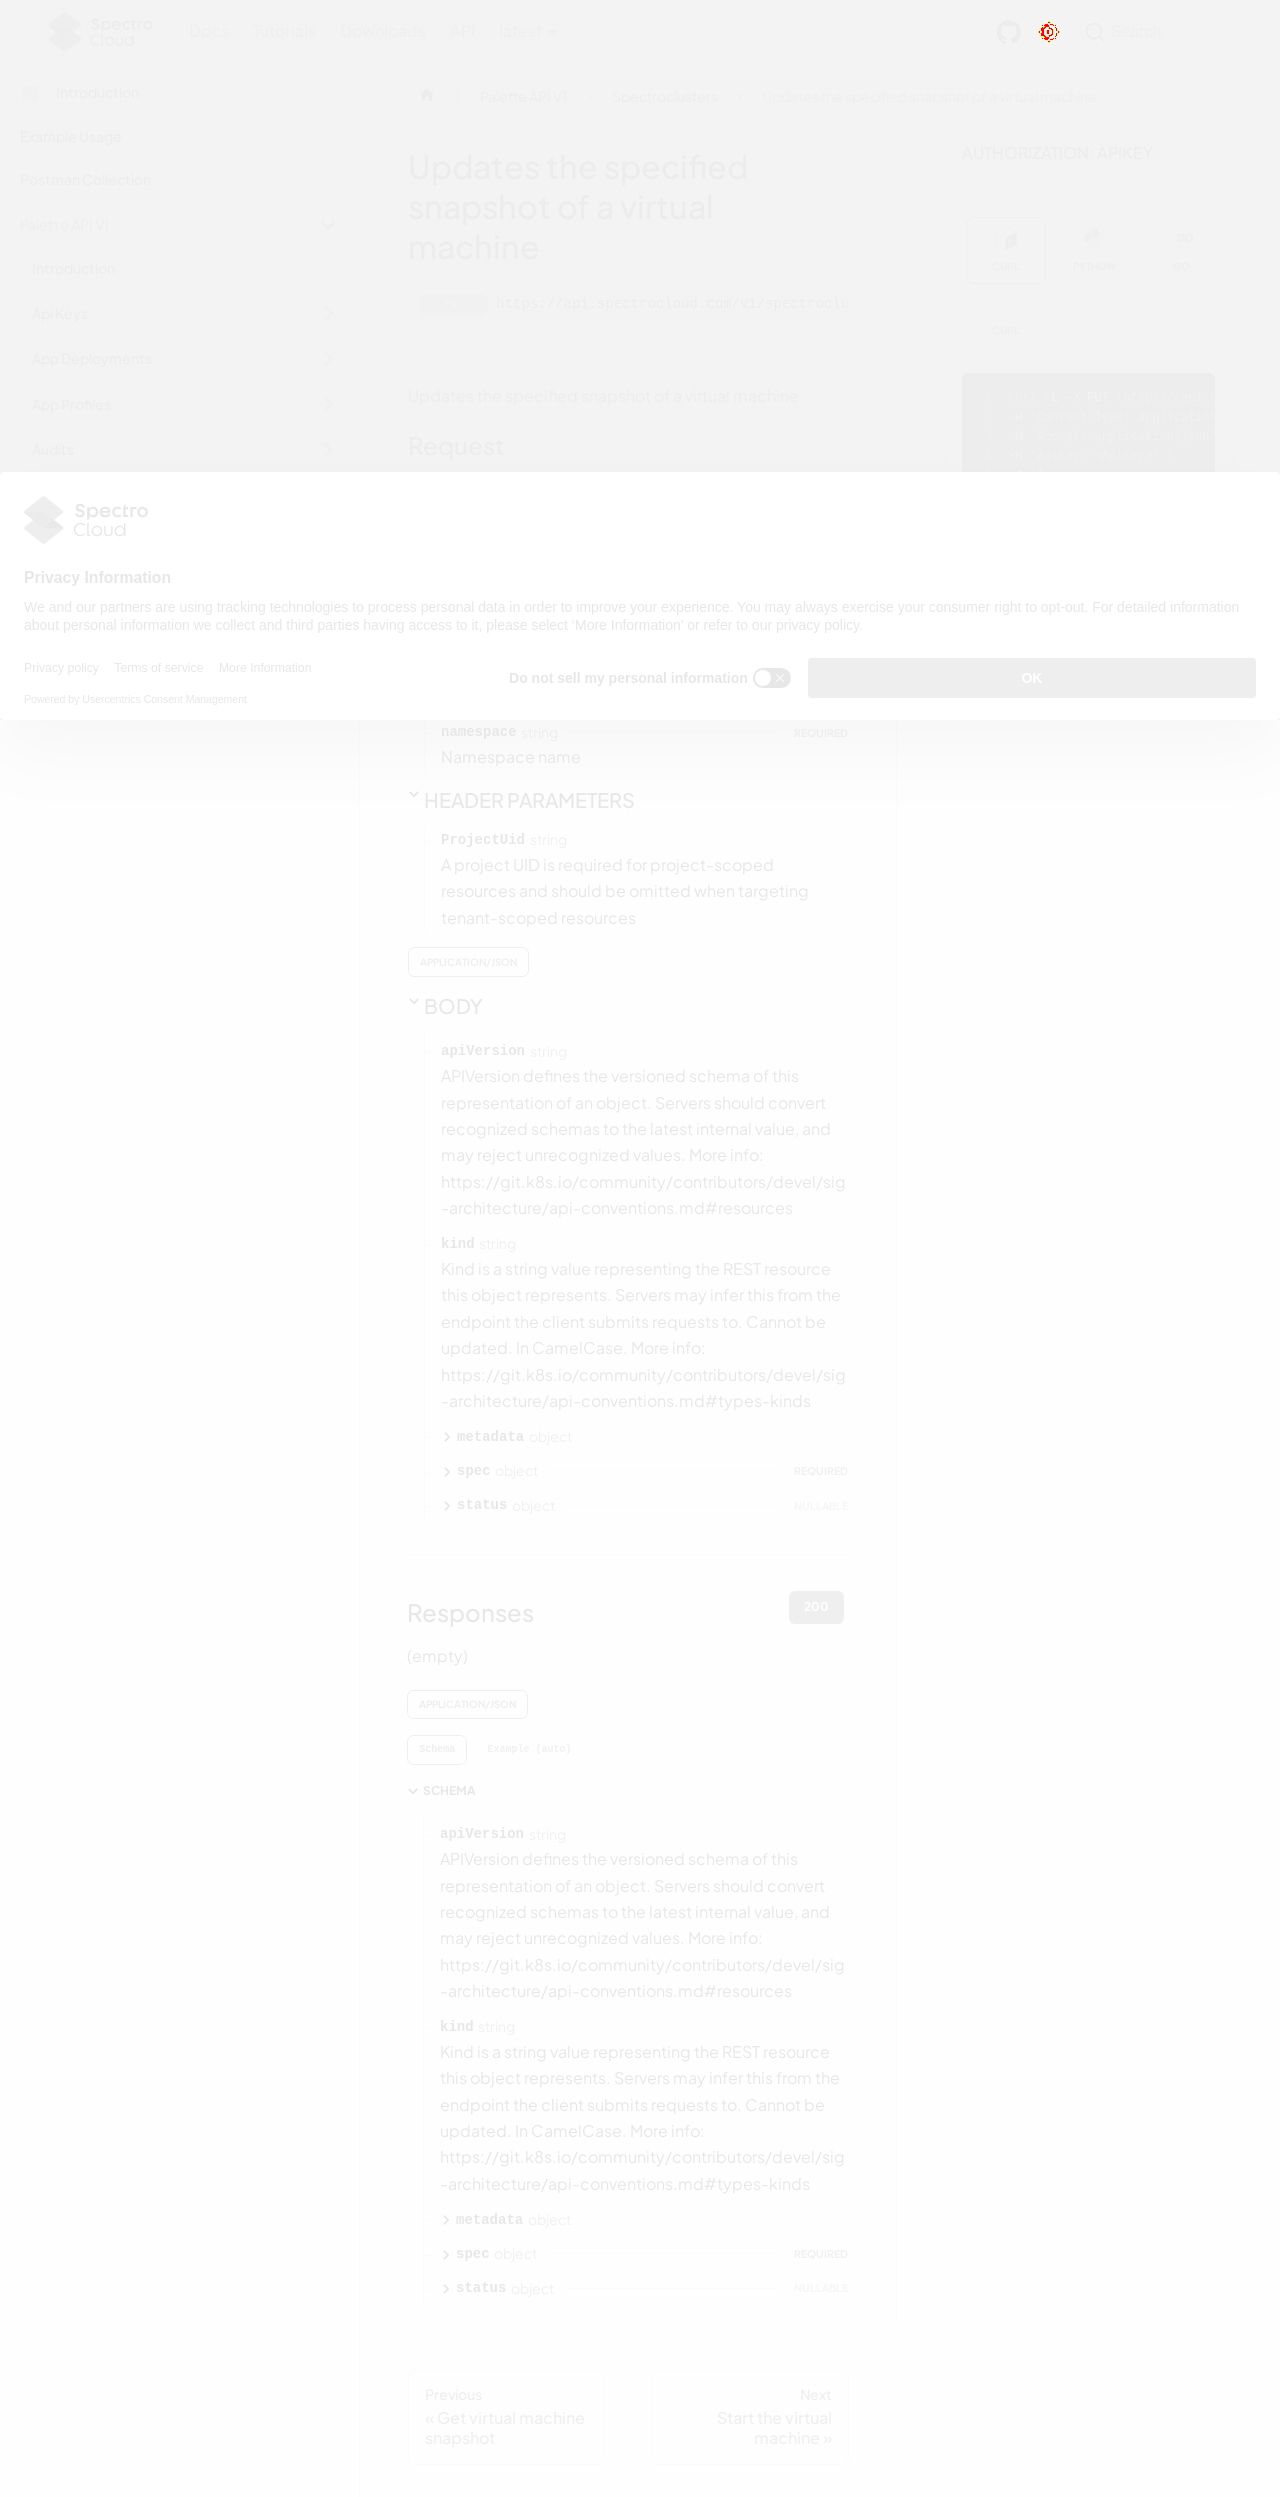 Spectro
Cloud
Docs
Tutorials
Downloads
API
latest
Search
Introduction
Example Usage
Postman Collection
Palette API V1
Introduction
Api Keys
App Deployments
App Profiles
Audits
Palette API V1
Spectroclusters
Updates the specified snapshot of a virtual machine
Updates the specified
snapshot of a virtual
machine
https://api.spectrocloud.com/v1/spectroclu
Updates the specified snapshot of a virtual machine
Request
AUTHORIZATION: APIKEY
CURL
PYTHON
GO
GO
CURL
Spectro
Cloud
Privacy Information
We and our partners are using tracking technologies to process personal data in order to improve your experience. You may always exercise your consumer right to opt-out. For detailed information
about personal information we collect and third parties having access to it, please select 'More Information' or refer to our privacy policy.
Privacy policy
Terms of service
More Information
Powered by Usercentrics Consent Management
Do not sell my personal information
OK
namespace string REQUIRED
Namespace name
HEADER PARAMETERS
ProjectUid string
A project UID is required for project-scoped
resources and should be omitted when targeting
tenant-scoped resources
APPLICATION/JSON
BODY
apiVersion string
APIVersion defines the versioned schema of this
representation of an object. Servers should convert
recognized schemas to the latest internal value, and
may reject unrecognized values. More info:
https://git.k8s.io/community/contributors/devel/sig
-architecture/api-conventions.md#resources
kind string
Kind is a string value representing the REST resource
this object represents. Servers may infer this from the
endpoint the client submits requests to. Cannot be
updated. In CamelCase. More info:
https://git.k8s.io/community/contributors/devel/sig
-architecture/api-conventions.md#types-kinds
metadata object
spec object REQUIRED
status object NULLABLE
Responses
200
(empty)
APPLICATION/JSON
Schema
Example (auto)
SCHEMA
apiVersion string
APIVersion defines the versioned schema of this
representation of an object. Servers should convert
recognized schemas to the latest internal value, and
may reject unrecognized values. More info:
https://git.k8s.io/community/contributors/devel/sig
-architecture/api-conventions.md#resources
kind string
Kind is a string value representing the REST resource
this object represents. Servers may infer this from the
endpoint the client submits requests to. Cannot be
updated. In CamelCase. More info:
https://git.k8s.io/community/contributors/devel/sig
-architecture/api-conventions.md#types-kinds
metadata object
spec object REQUIRED
status object NULLABLE
Previous
« Get virtual machine
snapshot
Next
Start the virtual
machine »